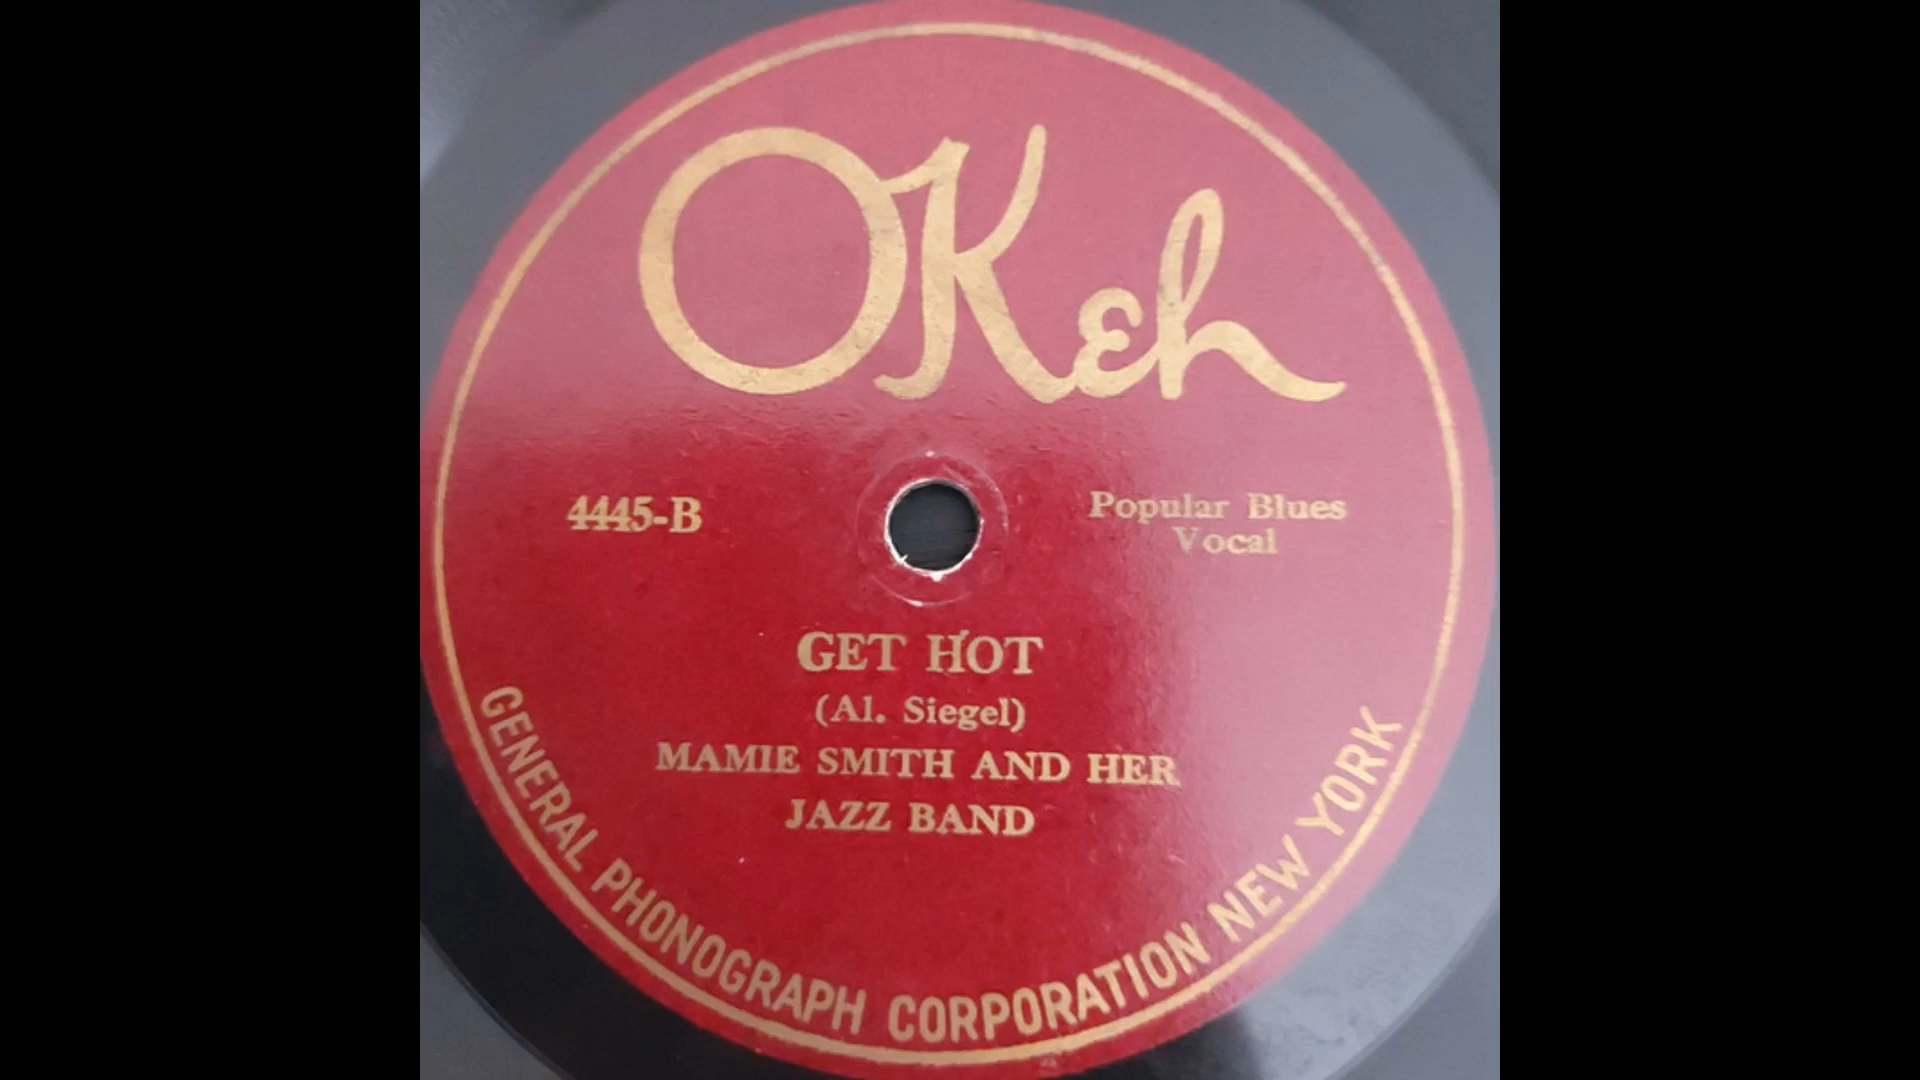 OKeh
4445-B
Popular Blues
Vocal
GET HOT
(Al. Siegel)
MAMIE SMITH AND HER
JAZZ BAND
GENERAL PHONOGRAPH CORPORATION NEW YORK